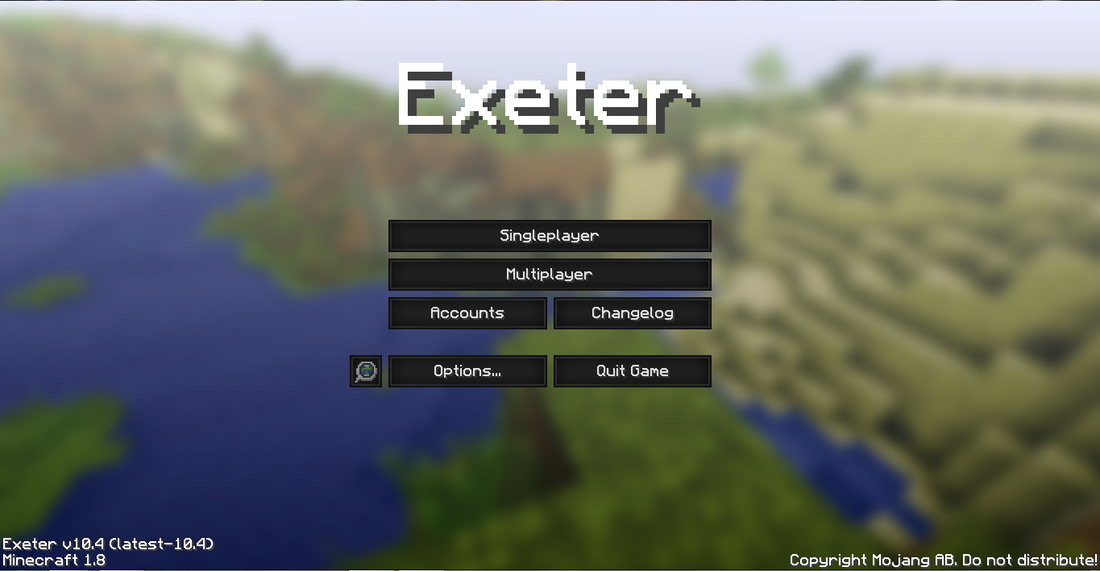 Exeter
Singleplayer
Multiplayer
Accounts Changelog
Options... Quit Game
Exeter v10.4 (latest-10.4)
Minecraft 1.8 Copyright Mojang AB. Do not distribute!